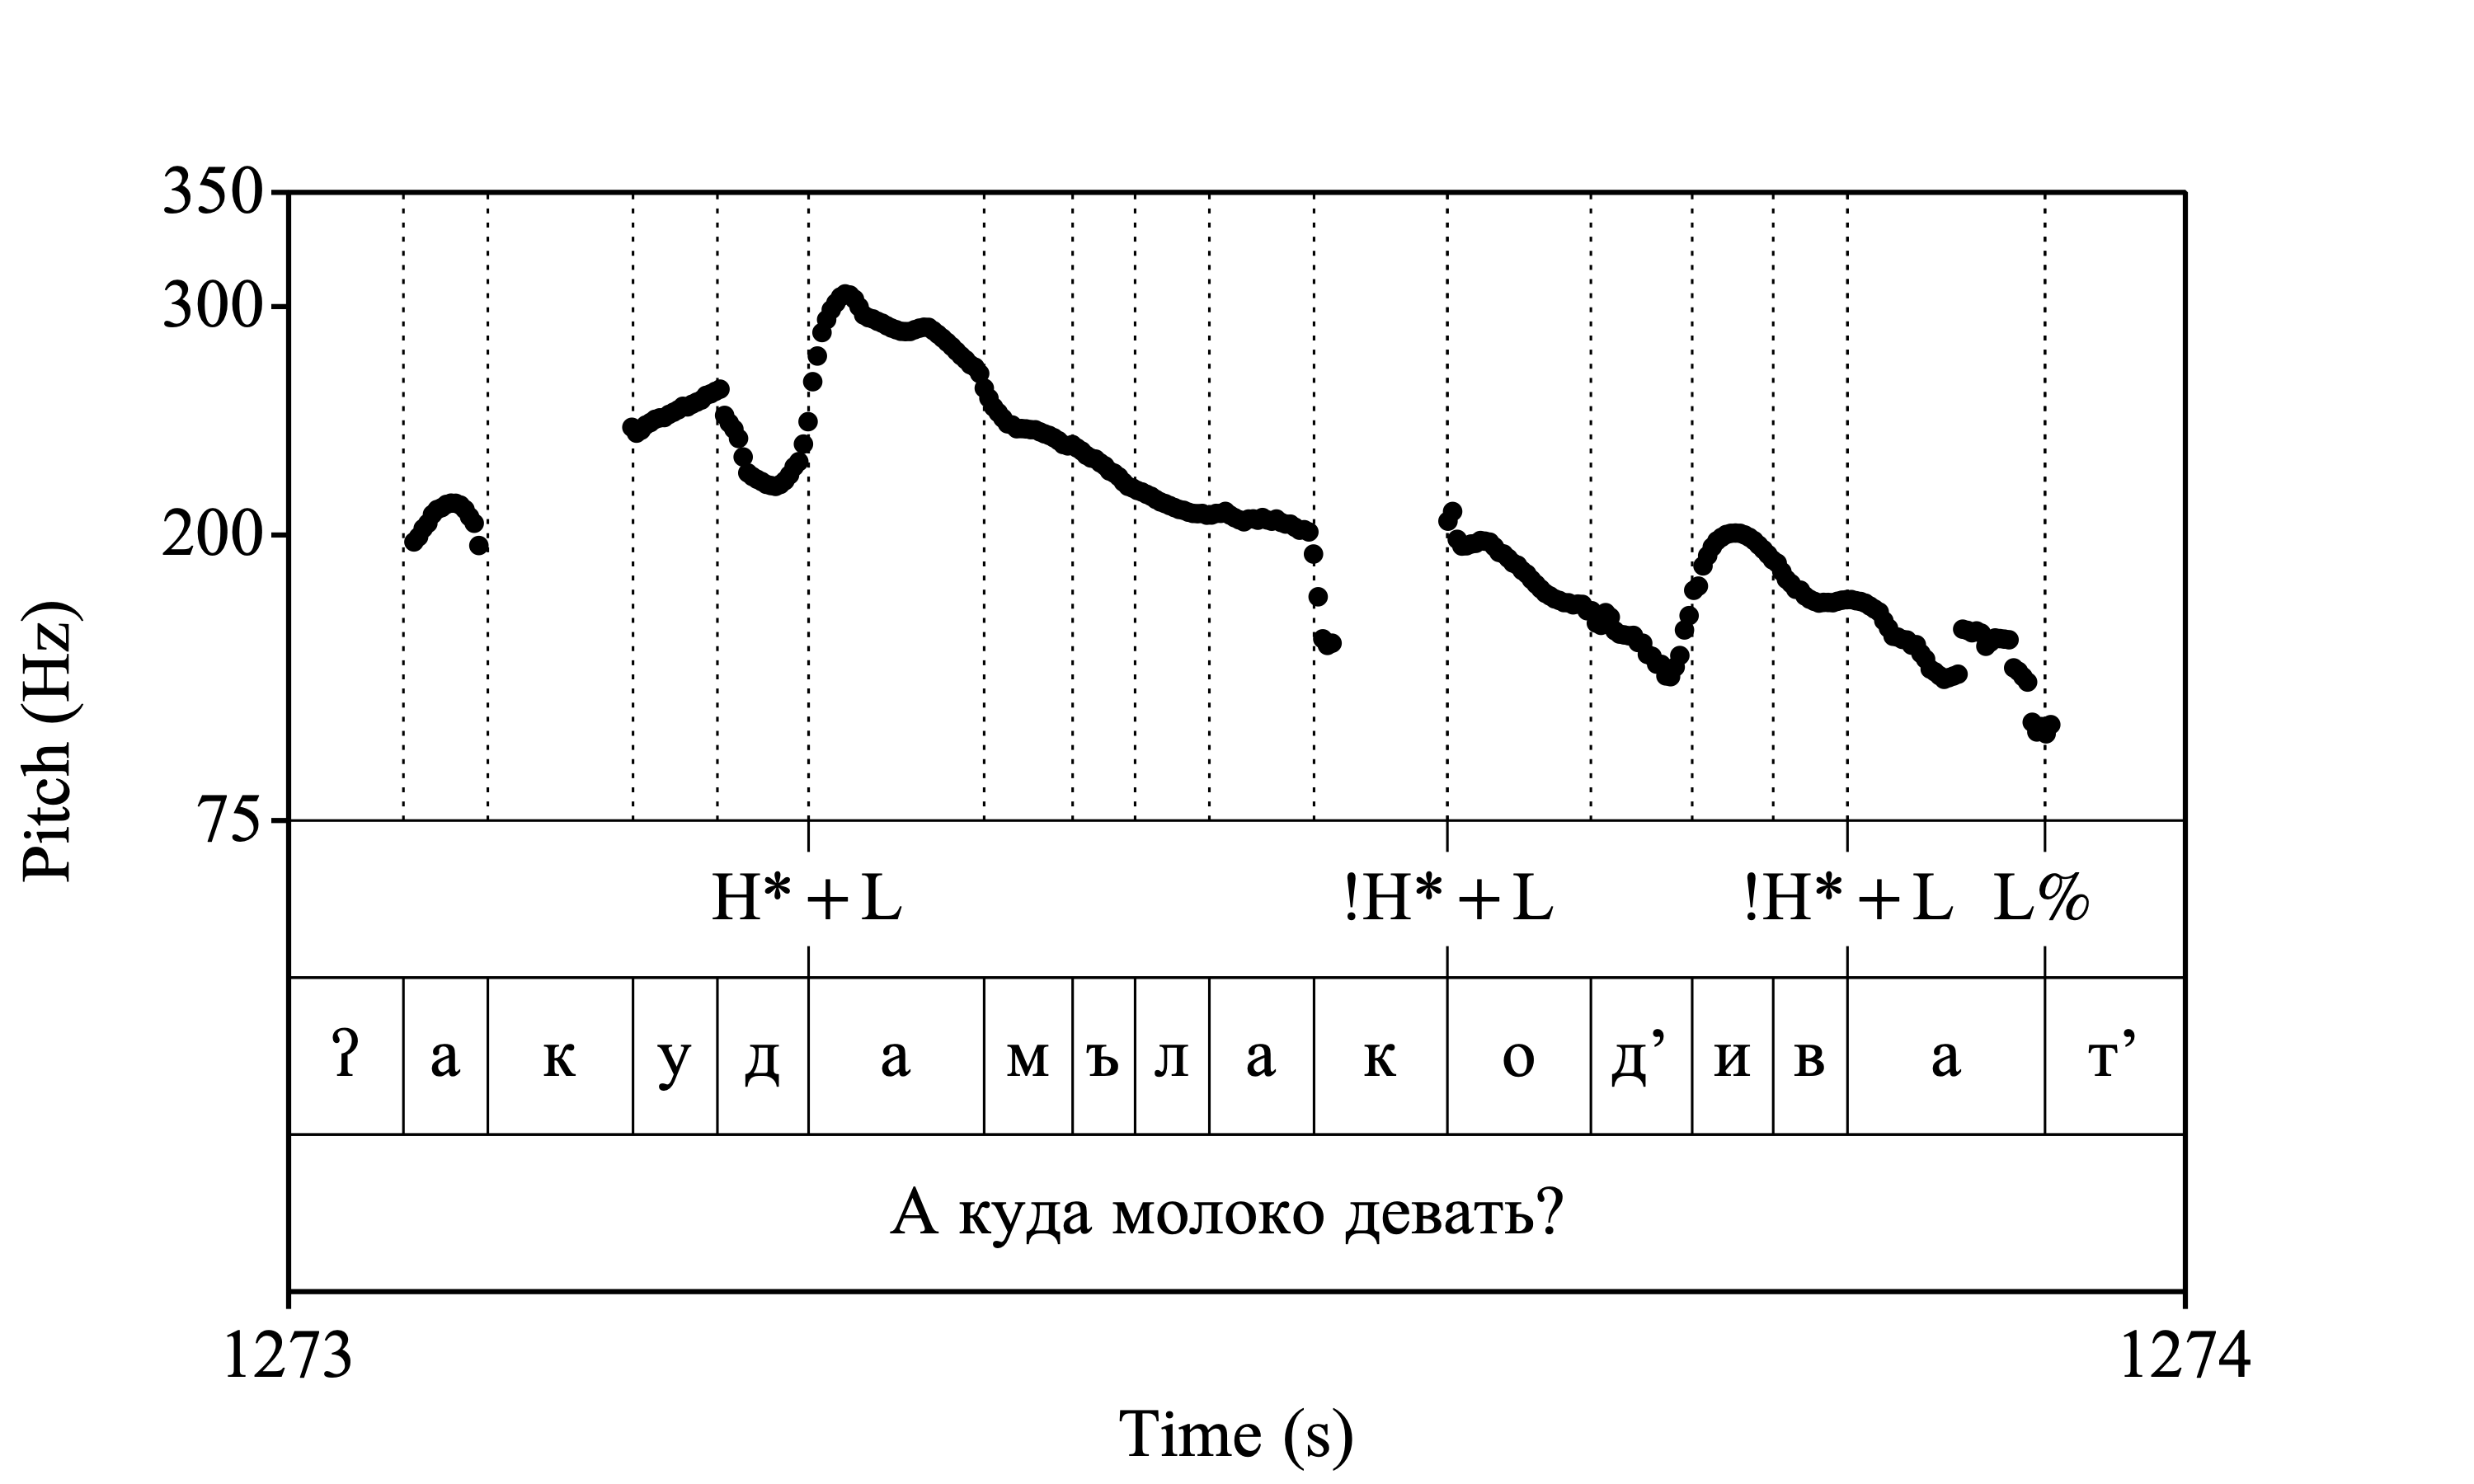 350
300
200
75
Pitch (Hz)
H*+L !H*+L !H*+L L%
ʔ а к у д а м ъ л а к о д’ и в а т’
А куда молоко девать?
1273 1274
Time (s)